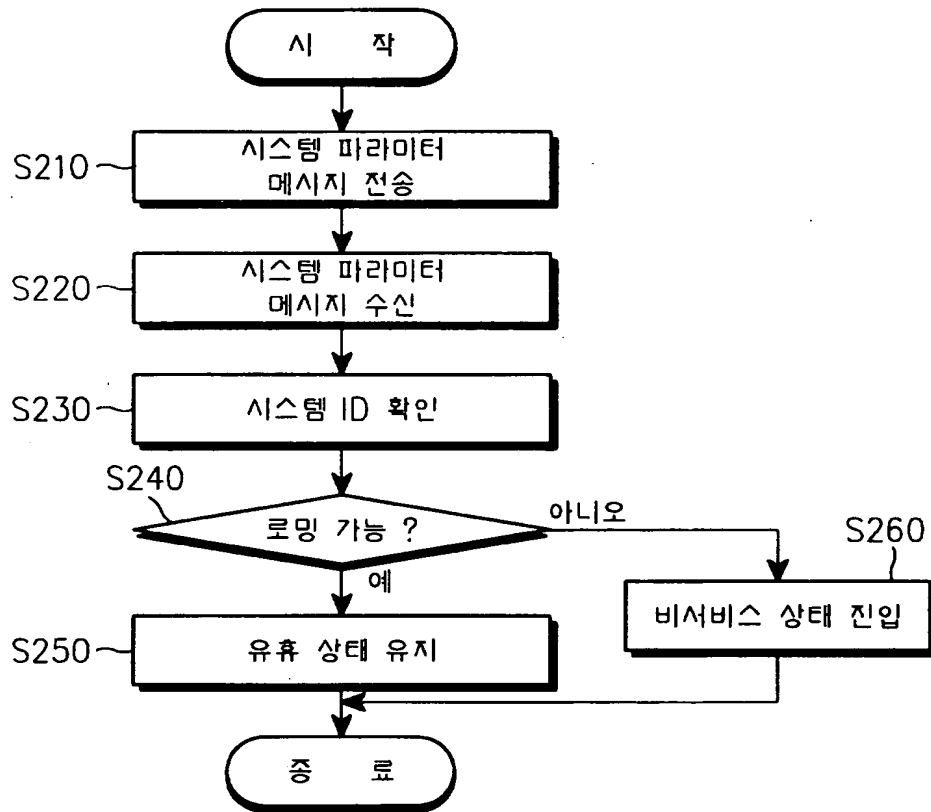 시 작
S210
시스템 파라미터
메시지 전송
S220
시스템 파라미터
메시지 수신
S230
시스템 ID 확인
S240
로밍 가능 ?
아니오
예
S260
비서비스 상태 진입
S250
유휴 상태 유지
종 료